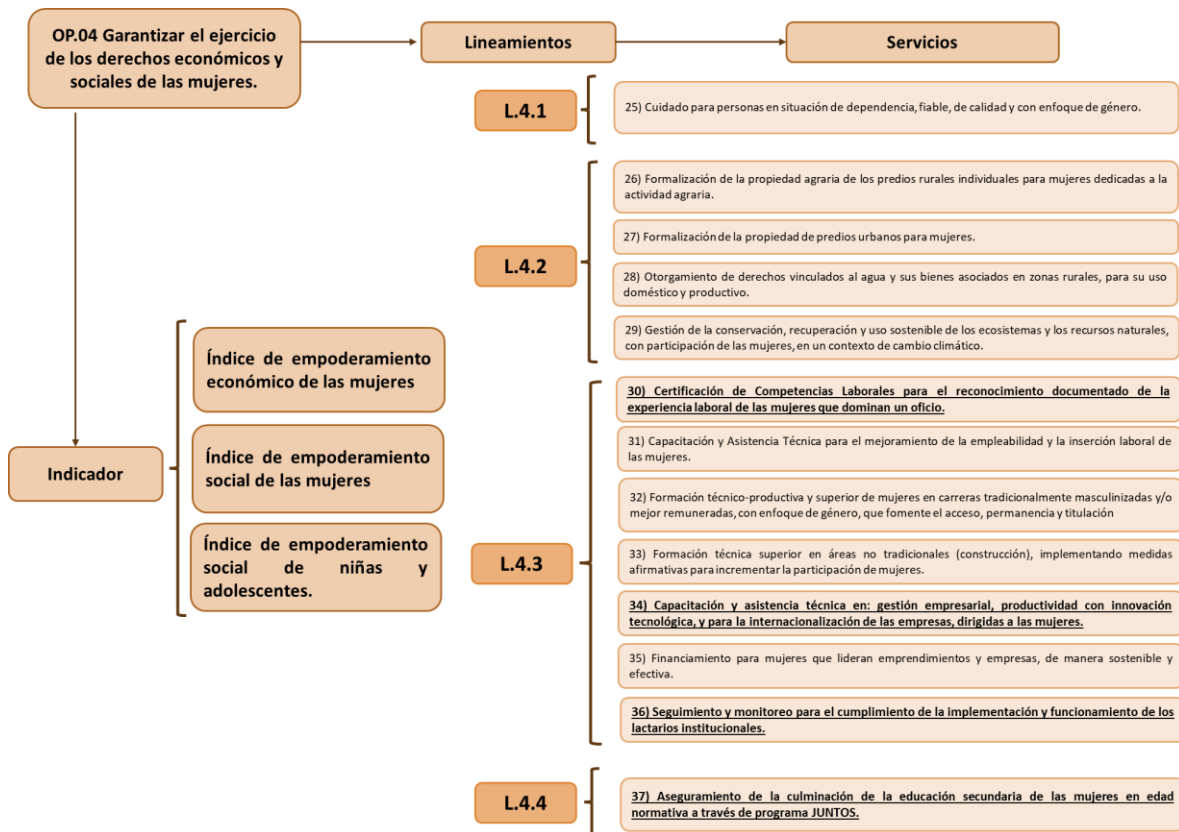 OP.04 Garantizar el ejercicio
de los derechos económicos y
sociales de las mujeres.
Lineamientos
Servicios
L.4.1
25) Cuidado para personas en situación de dependencia, fiable, de calidad y con enfoque de género.
L.4.2
26) Formalización de la propiedad agraria de los predios rurales individuales para mujeres dedicadas a la
actividad agraria.
27) Formalización de la propiedad de predios urbanos para mujeres.
28) Otorgamiento de derechos vinculados al agua y sus bienes asociados en zonas rurales, para su uso
doméstico y productivo.
29) Gestión de la conservación, recuperación y uso sostenible de los ecosistemas y los recursos naturales,
con participación de las mujeres, en un contexto de cambio climático.
Indicador
Índice de empoderamiento
económico de las mujeres
Índice de empoderamiento
social de las mujeres
Índice de empoderamiento
social de niñas y
adolescentes.
L.4.3
30) Certificación de Competencias Laborales para el reconocimiento documentado de la
experiencia laboral de las mujeres que dominan un oficio.
31) Capacitación y Asistencia Técnica para el mejoramiento de la empleabilidad y la inserción laboral de
las mujeres.
32) Formación técnico-productiva y superior de mujeres en carreras tradicionalmente masculinizadas y/o
mejor remuneradas, con enfoque de género, que fomente el acceso, permanencia y titulación
33) Formación técnica superior en áreas no tradicionales (construcción), implementando medidas
afirmativas para incrementar la participación de mujeres.
34) Capacitación y asistencia técnica en: gestión empresarial, productividad con innovación
tecnológica, y para la internacionalización de las empresas, dirigidas a las mujeres.
35) Financiamiento para mujeres que lideran emprendimientos y empresas, de manera sostenible y
efectiva.
36) Seguimiento y monitoreo para el cumplimiento de la implementación y funcionamiento de los
lactarios institucionales.
L.4.4
37) Aseguramiento de la culminación de la educación secundaria de las mujeres en edad
normativa a través de programa JUNTOS.